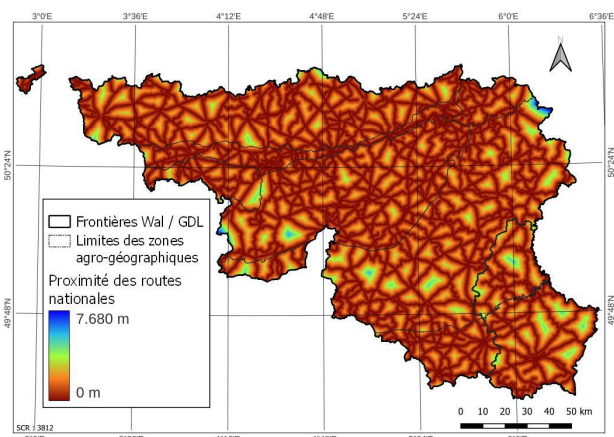 3°0'E 3°36'E 4°12'E 4°48'E 5°24'E 6°0'E 6°36'E
N
50°24'N 50°24'N
Frontières Wal / GDL
Limites des zones
agro-géographiques
Proximité des routes
nationales
7.680 m
0 m
49°48'N 49°48'N
0 10 20 30 40 50 km
SCR : 3812